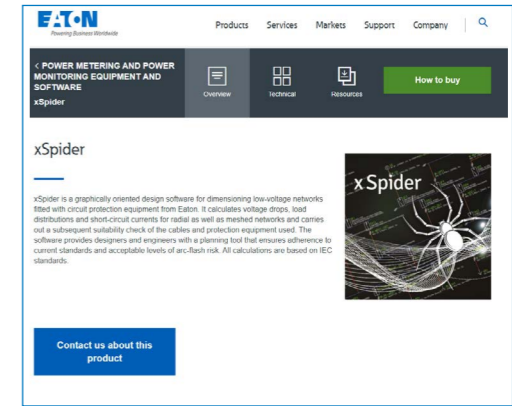 EATON
Powering Business Worldwide
Products Services Markets Support Company
< POWER METERING AND POWER
MONITORING EQUIPMENT AND
SOFTWARE
xSpider
Overview
Technical
Resources
How to buy
xSpider
xSpider is a graphically oriented design software for dimensioning low-voltage networks
fitted with circuit protection equipment from Eaton. It calculates voltage drops, load
distributions and short-circuit currents for radial as well as meshed networks and carries
out a subsequent suitability check of the cables and protection equipment used. The
software provides designers and engineers with a planning tool that ensures adherence to
current standards and acceptable levels of arc-flash risk. All calculations are based on IEC
standards.
xSpider
Contact us about this
product